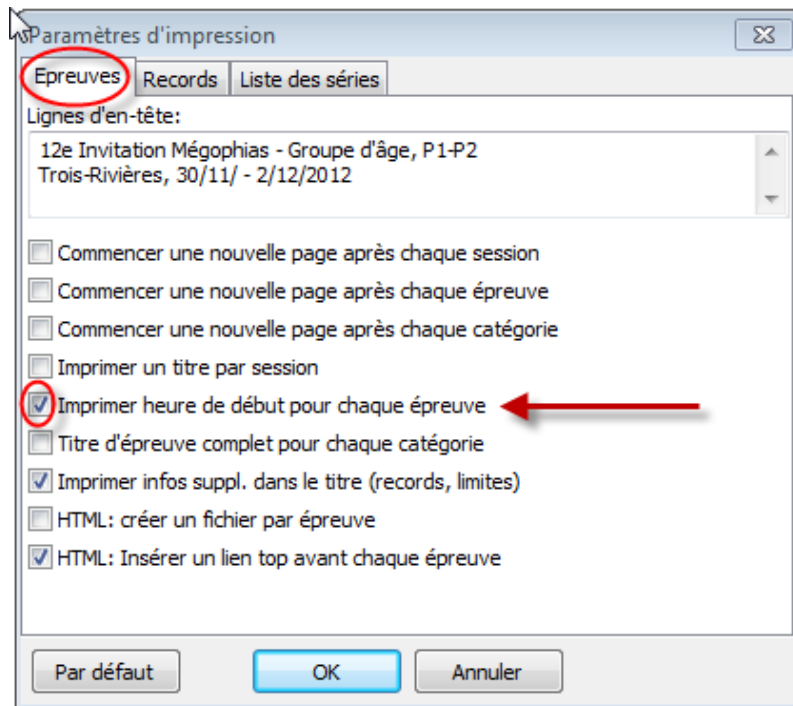 Paramètres d'impression
Epreuves Records Liste des séries
Lignes d'en-tête:
12e Invitation Mégophias - Groupe d'âge, P1-P2
Trois-Rivières, 30/11/ - 2/12/2012
Commencer une nouvelle page après chaque session
Commencer une nouvelle page après chaque épreuve
Commencer une nouvelle page après chaque catégorie
Imprimer un titre par session
Imprimer heure de début pour chaque épreuve
Titre d'épreuve complet pour chaque catégorie
Imprimer infos suppl. dans le titre (records, limites)
HTML: créer un fichier par épreuve
HTML: Insérer un lien top avant chaque épreuve
Par défaut OK Annuler